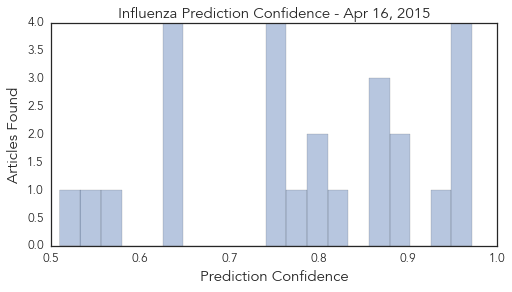 Influenza Prediction Confidence - Apr 16, 2015
4.0
3.5
3.0
2.5
2.0
1.5
1.0
0.5
0.0
Articles Found
0.5 0.6 0.7 0.8 0.9 1.0
Prediction Confidence